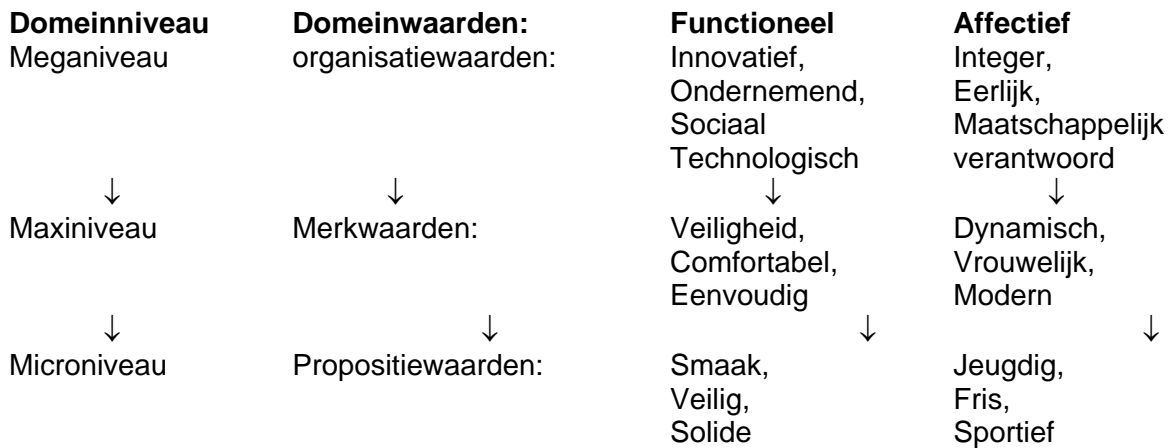 Domeinniveau Domeinwaarden: Functioneel Affectief
Meganiveau organisatiewaarden: Innovatief, Integer,
Ondernemend, Eerlijk,
Sociaal Maatschappelijk
Technologisch verantwoord
↓ ↓ ↓ ↓
Maxiniveau Merkwaarden: Veiligheid, Dynamisch,
Comfortabel, Vrouwelijk,
Eenvoudig Modern
↓ ↓ ↓ ↓
Microniveau Propositiewaarden: Smaak, Jeugdig,
Veilig, Fris,
Solide Sportief